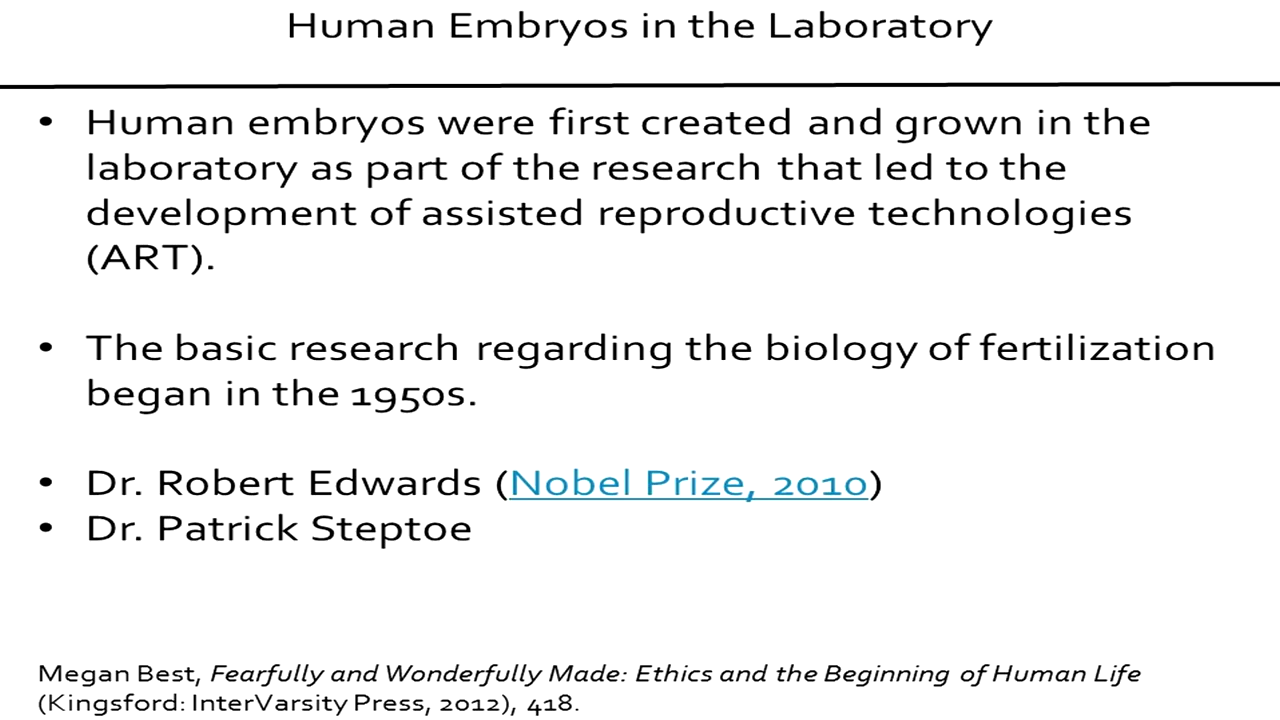 Human Embryos in the Laboratory
• Human embryos were first created and grown in the
laboratory as part of the research that led to the
development of assisted reproductive technologies
(ART).
• The basic research regarding the biology of fertilization
began in the 1950s.
• Dr. Robert Edwards (Nobel Prize, 2010)
• Dr. Patrick Steptoe
Megan Best, Fearfully and Wonderfully Made: Ethics and the Beginning of Human Life
(Kingsford: InterVarsity Press, 2012), 418.